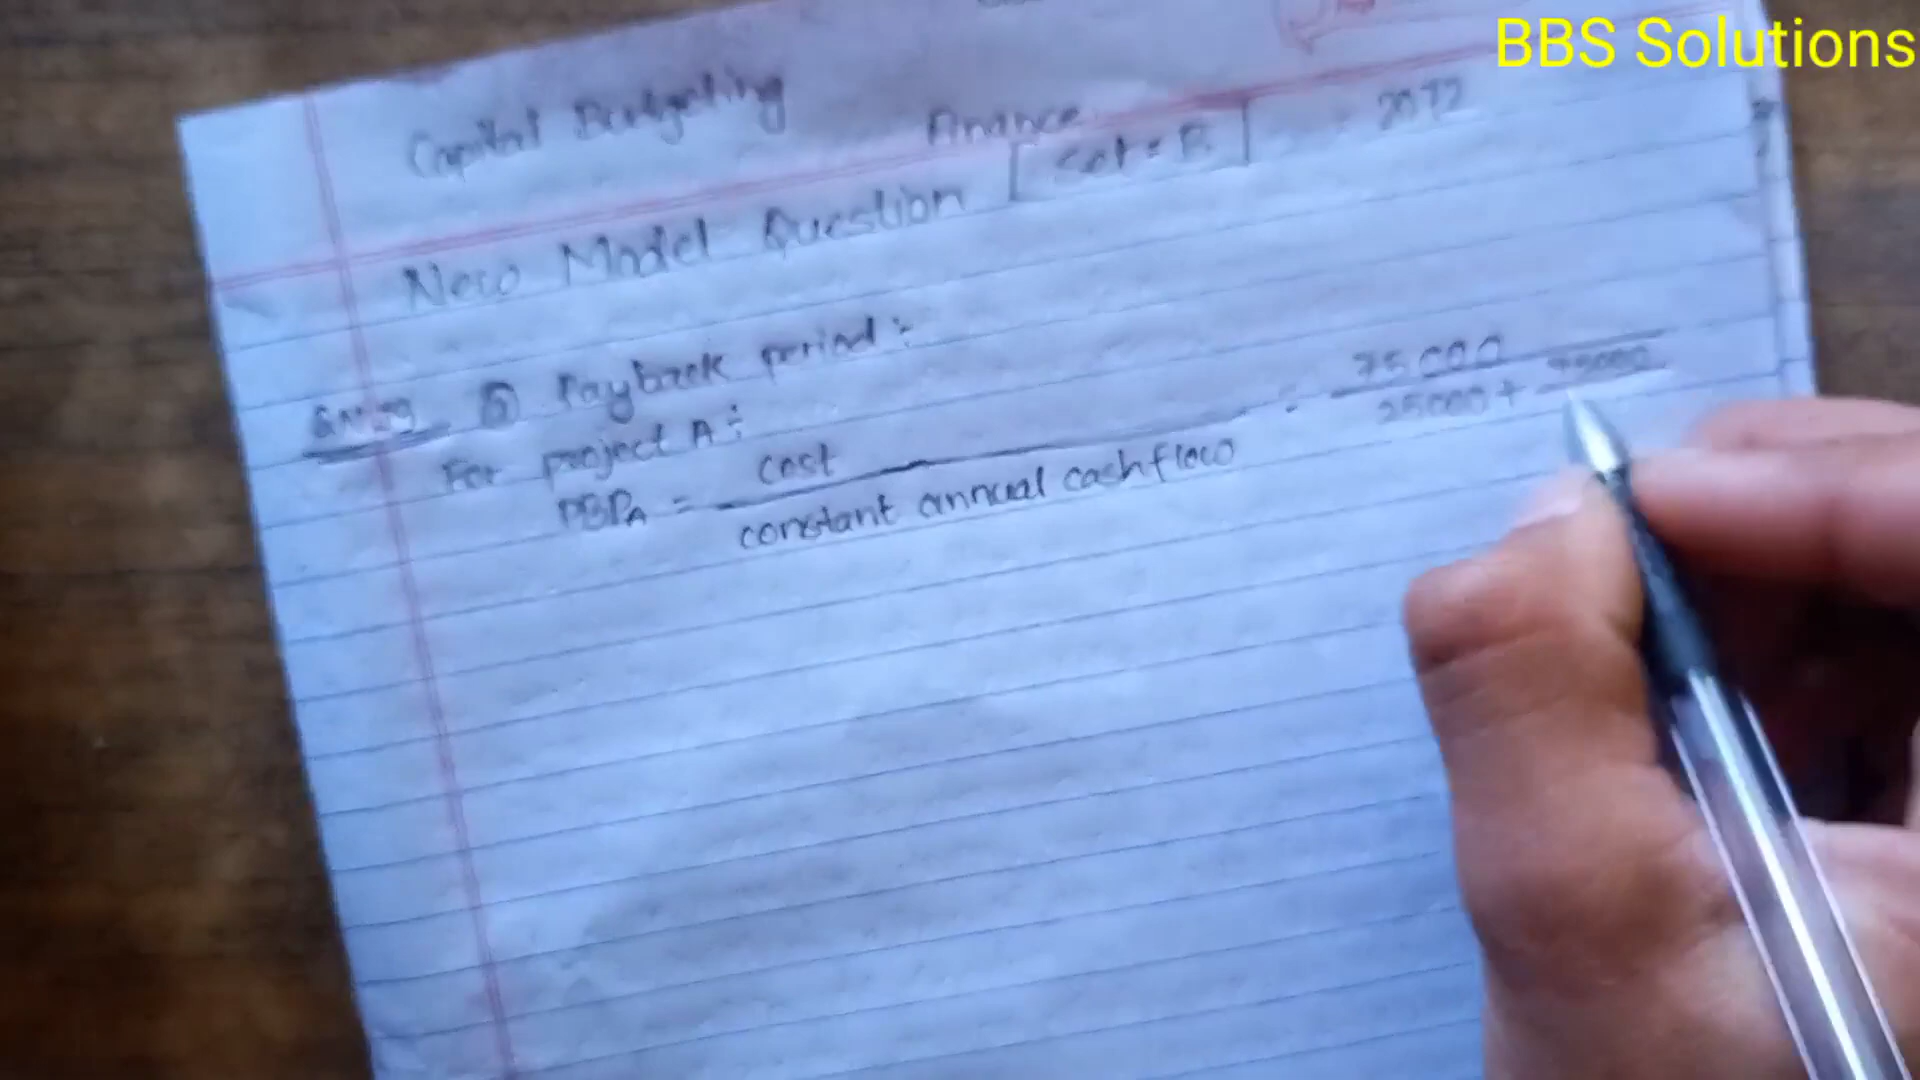 BBS Solutions
Capital Budgeting Finance 2072
New Model Question [Set = B]
ⓐ Payback period :-
For project A ÷
PBPA = cost / constant annual cashflow = 75000 / 25000 + 75000